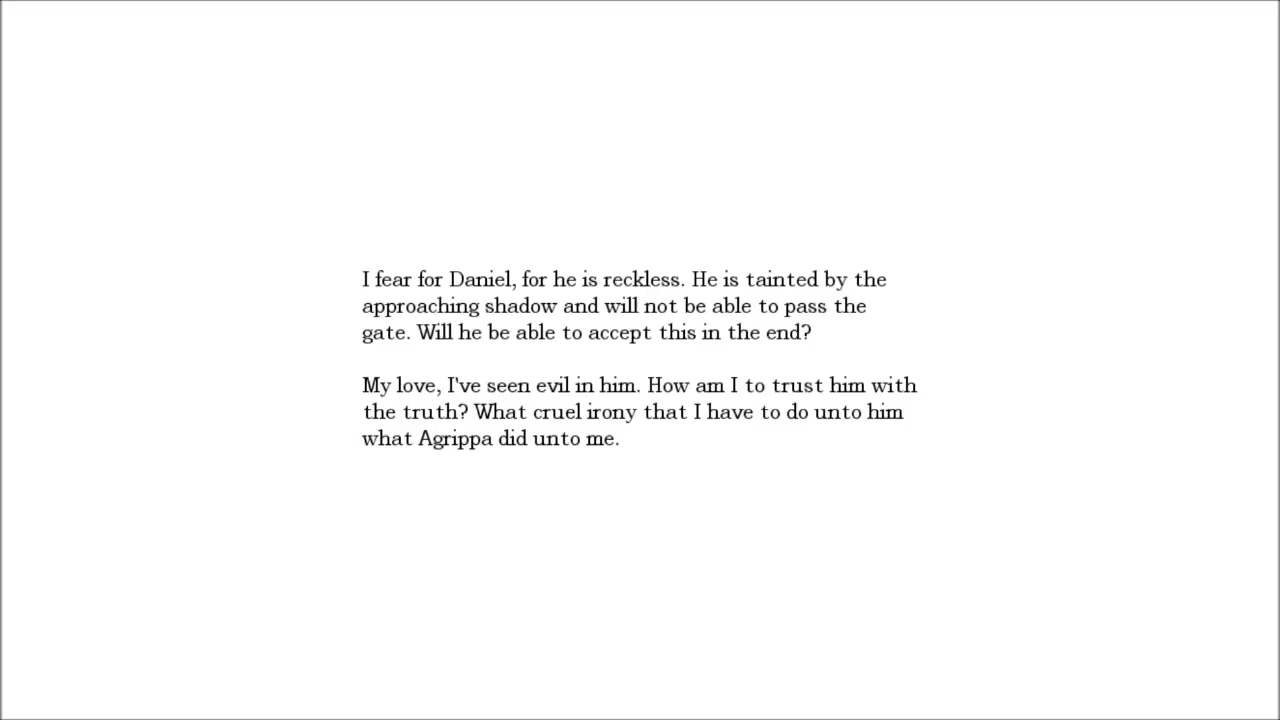 I fear for Daniel, for he is reckless. He is tainted by the
approaching shadow and will not be able to pass the
gate. Will he be able to accept this in the end?
My love, I've seen evil in him. How am I to trust him with
the truth? What cruel irony that I have to do unto him
what Agrippa did unto me.